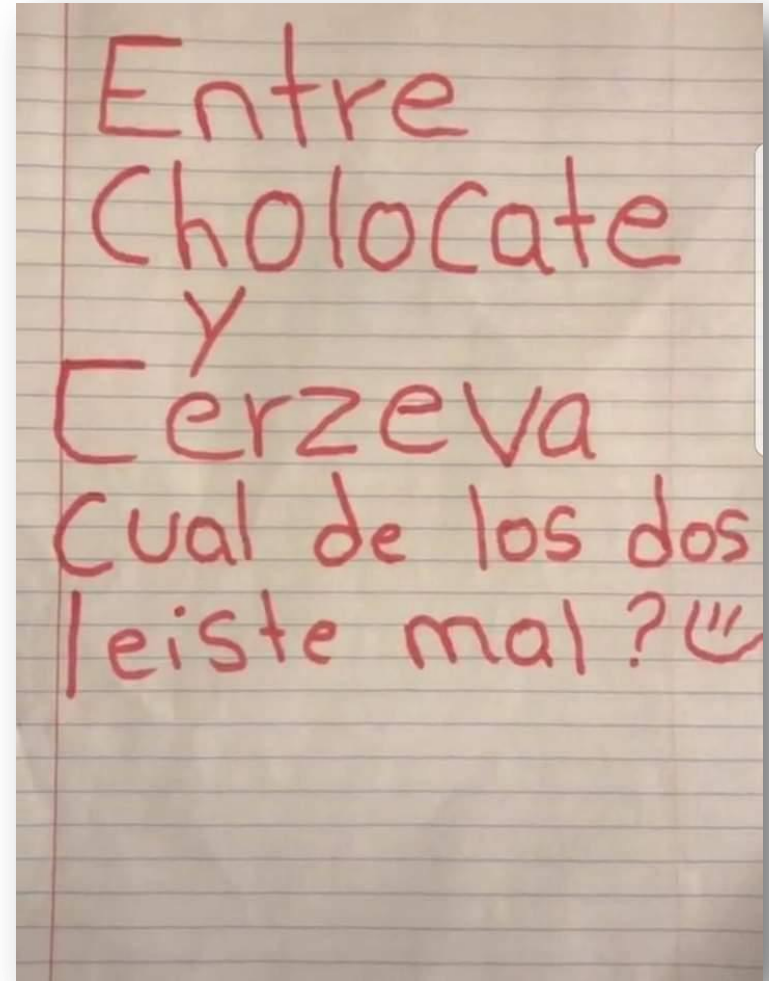 Entre
Cholocate
y
Cerzeva
Cual de los dos
leiste mal ?